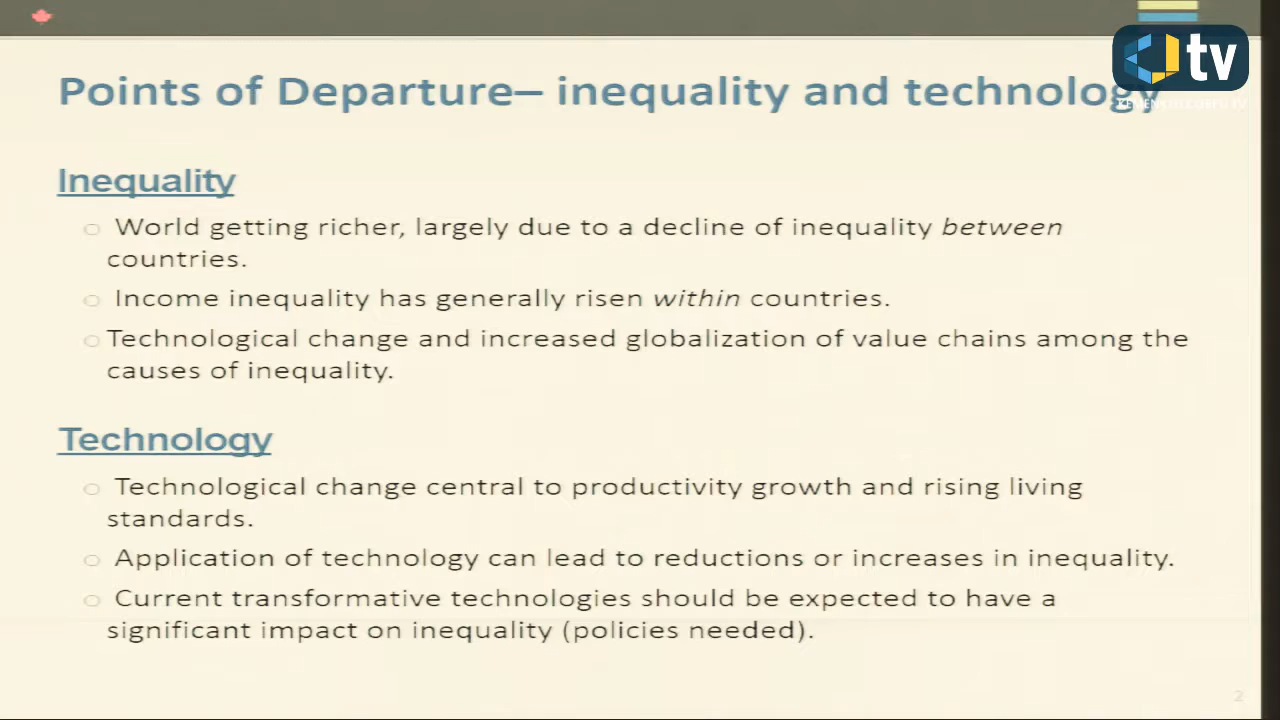 Points of Departure– inequality and technology
tv
Inequality
World getting richer, largely due to a decline of inequality between
countries.
Income inequality has generally risen within countries.
Technological change and increased globalization of value chains among the
causes of inequality.
Technology
Technological change central to productivity growth and rising living
standards.
Application of technology can lead to reductions or increases in inequality.
Current transformative technologies should be expected to have a
significant impact on inequality (policies needed).
2